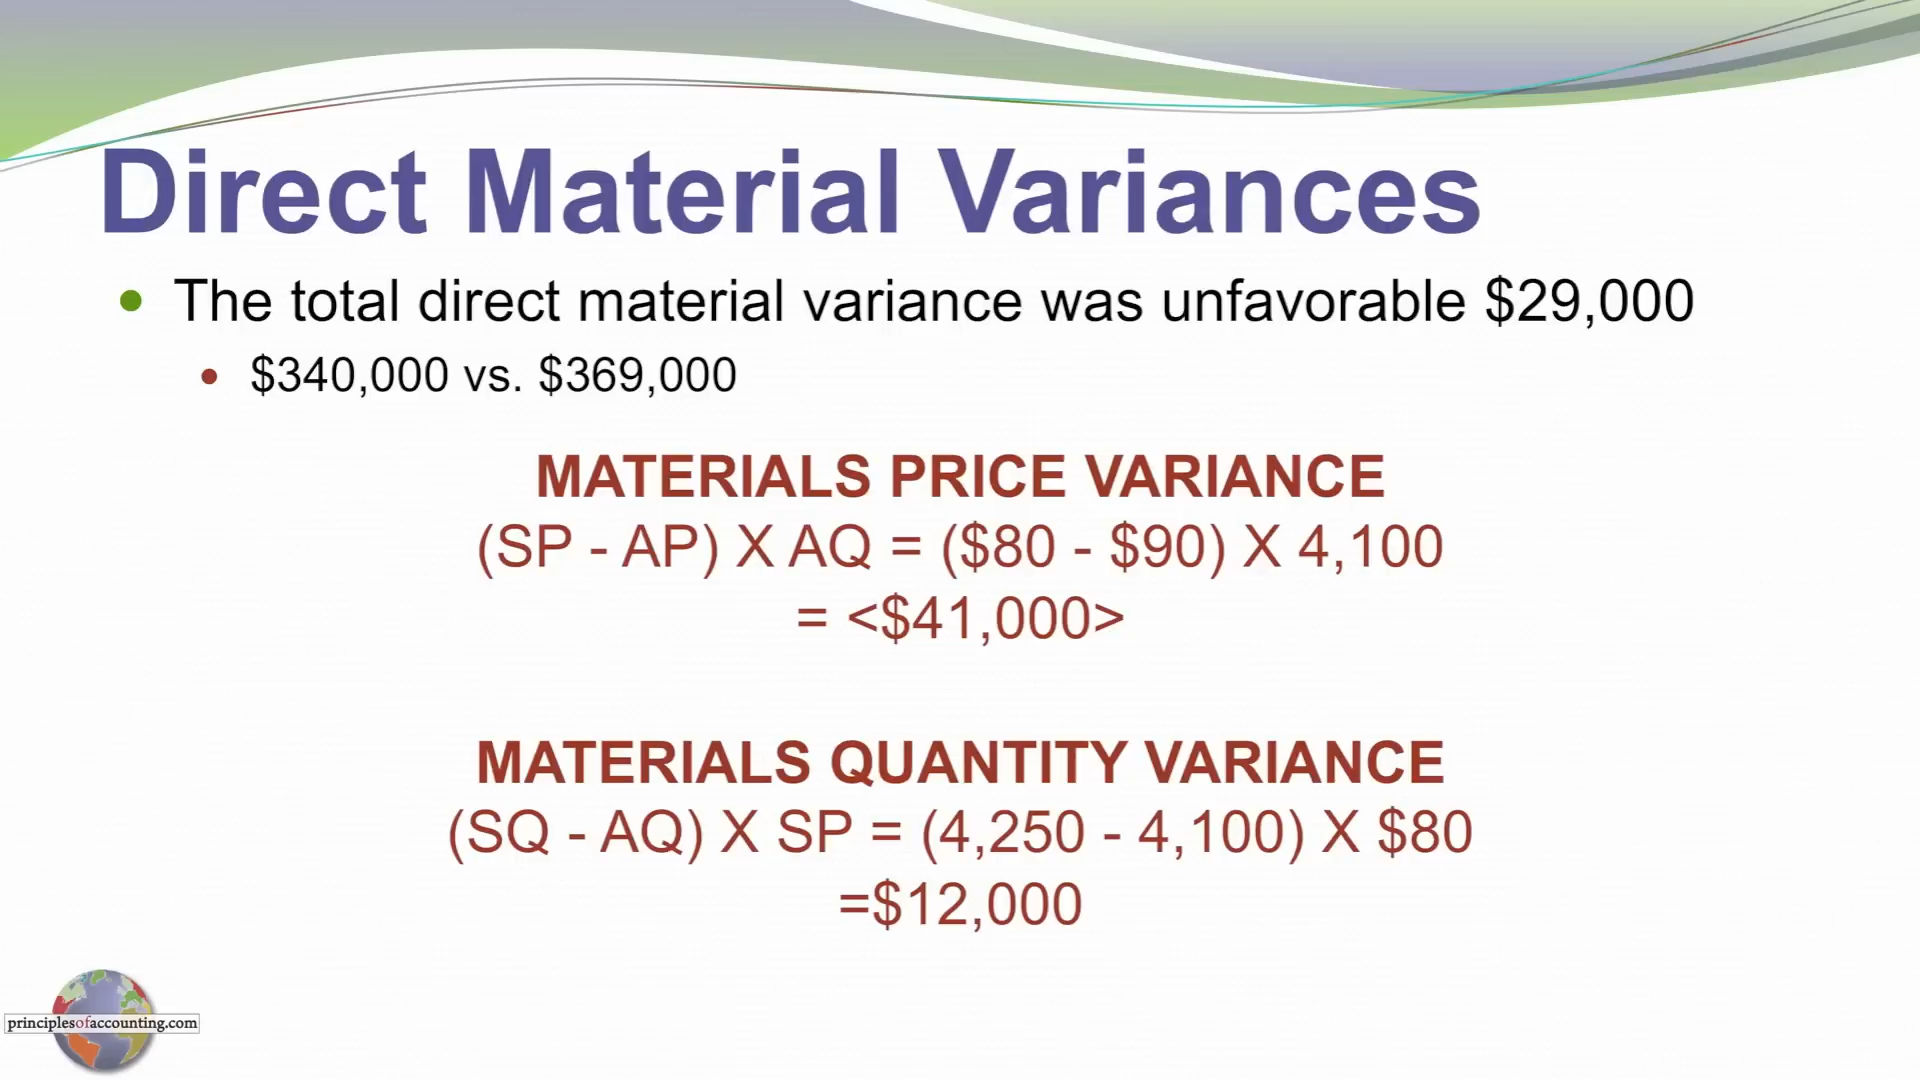 Direct Material Variances
The total direct material variance was unfavorable $29,000
$340,000 vs. $369,000
MATERIALS PRICE VARIANCE
(SP - AP) X AQ = ($80 - $90) X 4,100
= <$41,000>
MATERIALS QUANTITY VARIANCE
(SQ - AQ) X SP = (4,250 - 4,100) X $80
=$12,000
principlesofaccounting.com